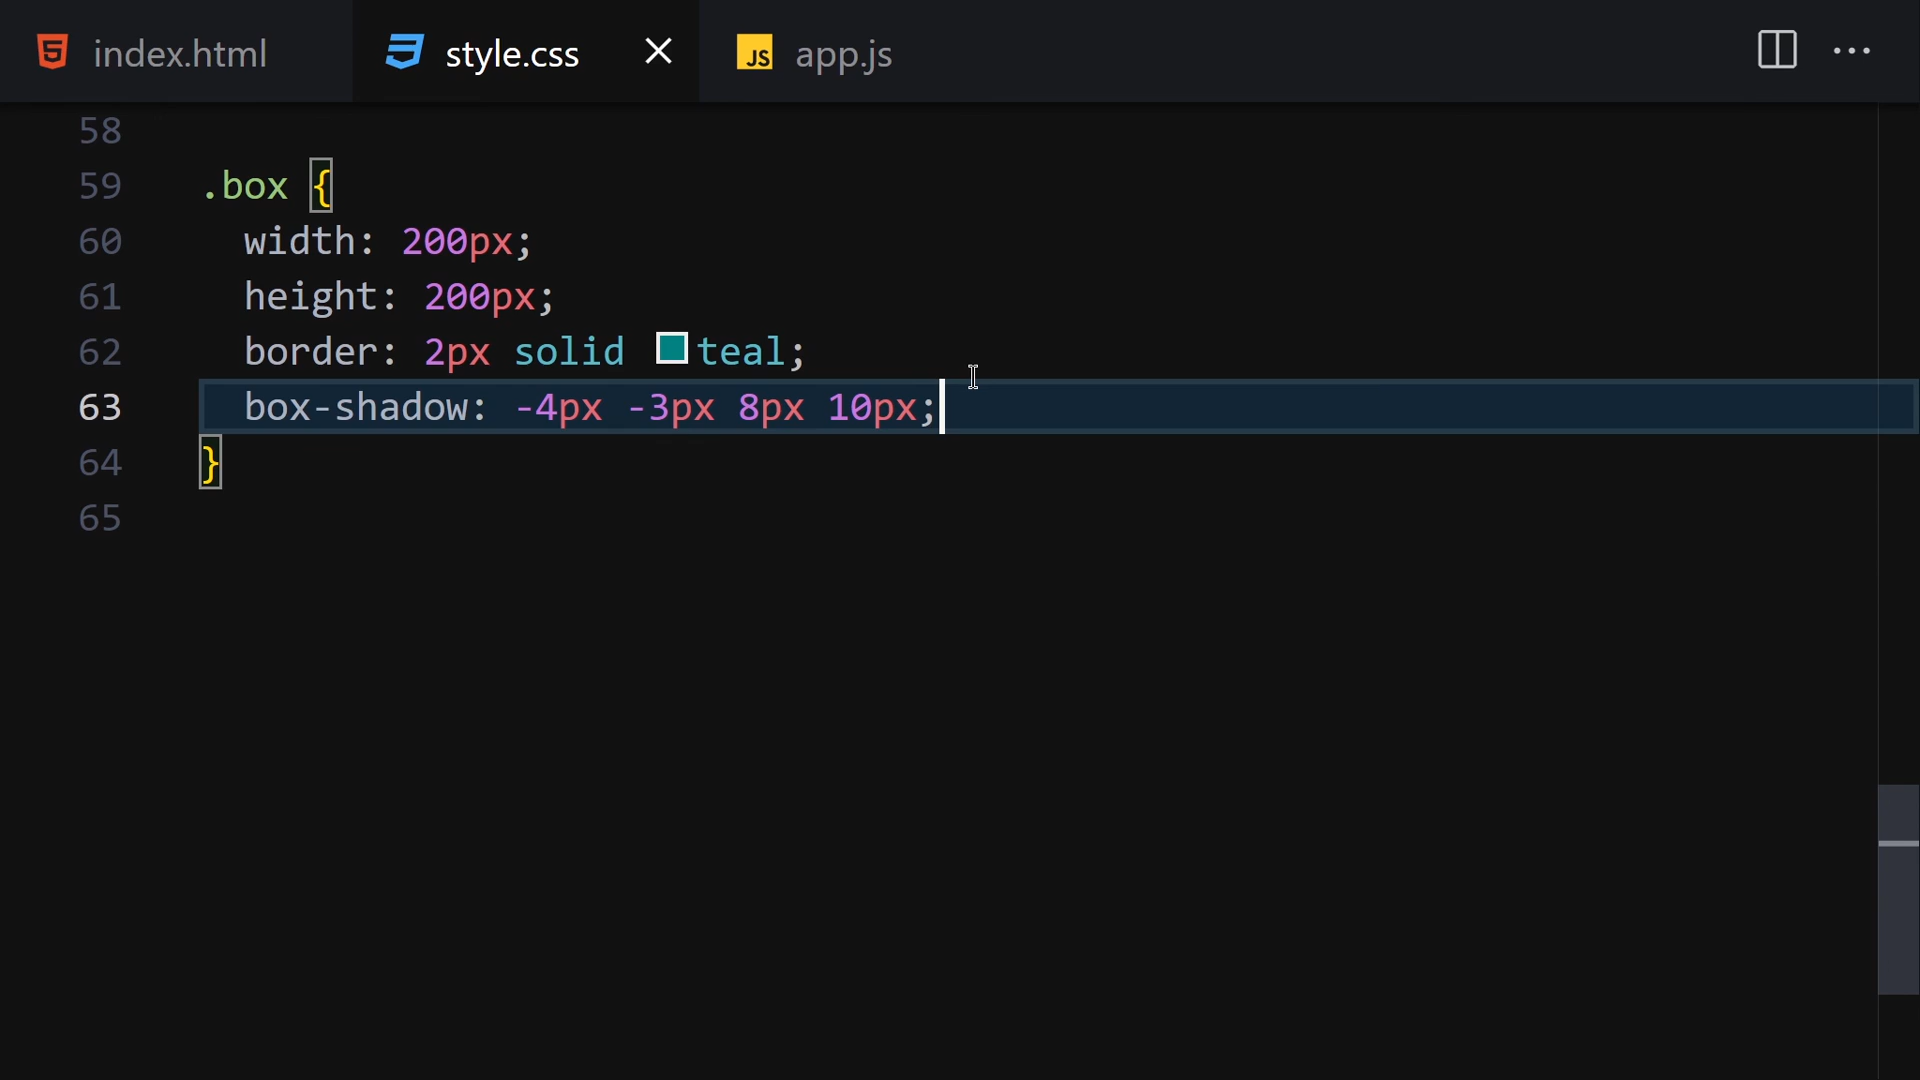 index.html style.css app.js
58
59 .box {
60 width: 200px;
61 height: 200px;
62 border: 2px solid teal;
63 box-shadow: -4px -3px 8px 10px;
64 }
65